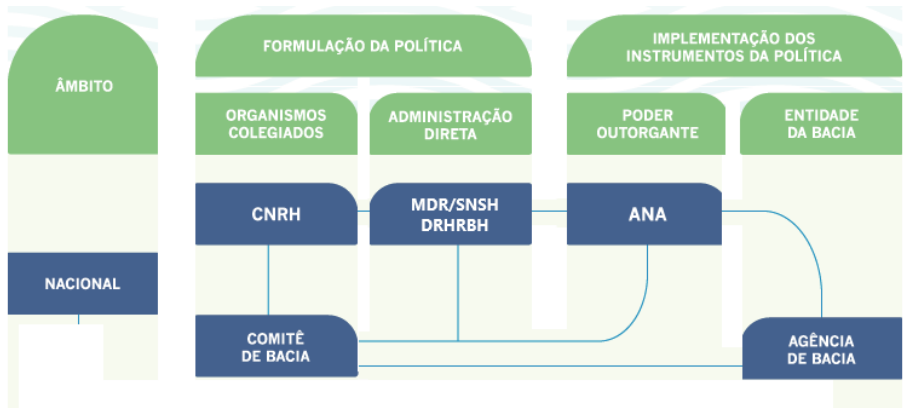 ÂMBITO
FORMULAÇÃO DA POLÍTICA
IMPLEMENTAÇÃO DOS
INSTRUMENTOS DA POLÍTICA
ORGANISMOS
COLEGIADOS
ADMINISTRAÇÃO
DIRETA
PODER
OUTORGANTE
ENTIDADE
DA BACIA
NACIONAL
CNRH
MDR/SNSH
DRHRBH
ANA
COMITÊ
DE BACIA
AGÊNCIA
DE BACIA